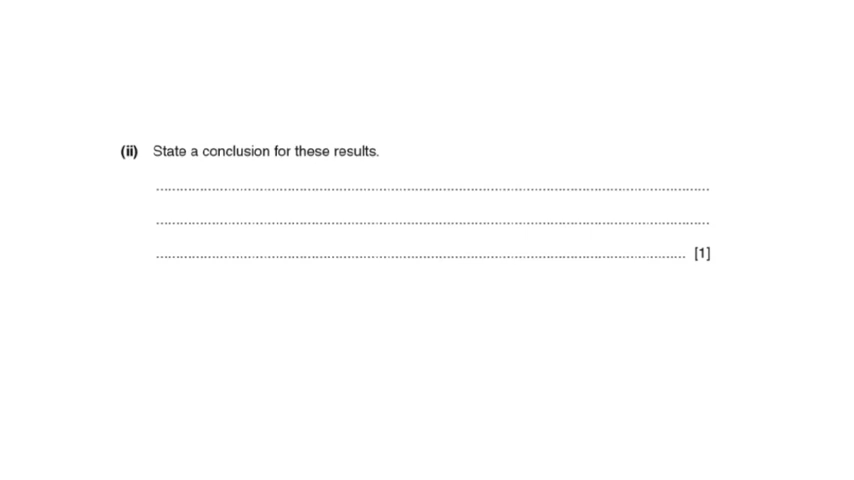 (ii) State a conclusion for these results.
[1]